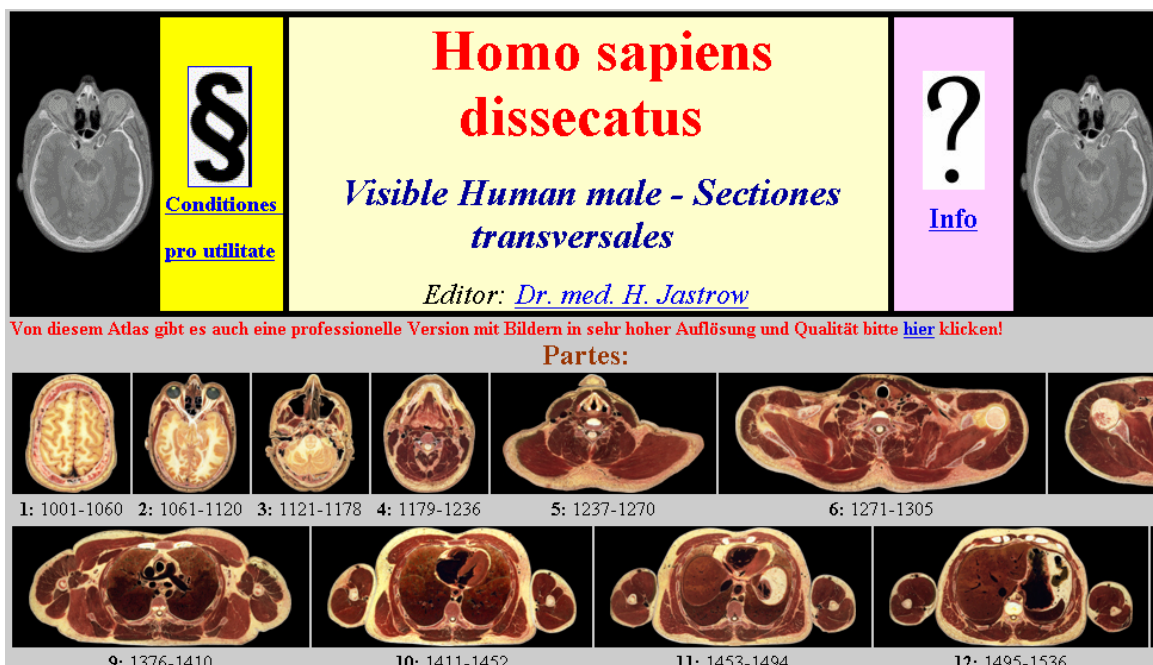 Homo sapiens
dissecatus
§
Conditiones
pro utilitate
Visible Human male - Sectiones
transversales
Editor: Dr. med. H. Jastrow
?
Info
Von diesem Atlas gibt es auch eine professionelle Version mit Bildern in sehr hoher Auflösung und Qualität bitte hier klicken!
Partes:
1: 1001-1060 2: 1061-1120 3: 1121-1178 4: 1179-1236 5: 1237-1270 6: 1271-1305
9: 1376-1410 10: 1411-1452 11: 1453-1494 12: 1495-1536